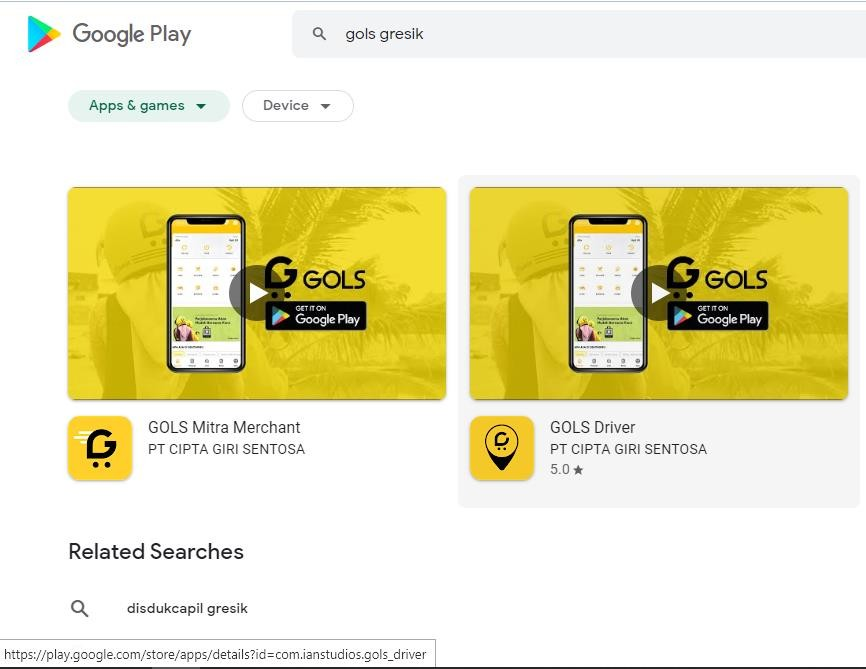 Google Play
gols gresik
Apps & games
Device
GOLS
GET IT ON
Google Play
GOLS
GET IT ON
Google Play
GOLS Mitra Merchant
PT CIPTA GIRI SENTOSA
GOLS Driver
PT CIPTA GIRI SENTOSA
5.0 ★
Related Searches
disdukcapil gresik
https://play.google.com/store/apps/details?id=com.ianstudios.gols_driver